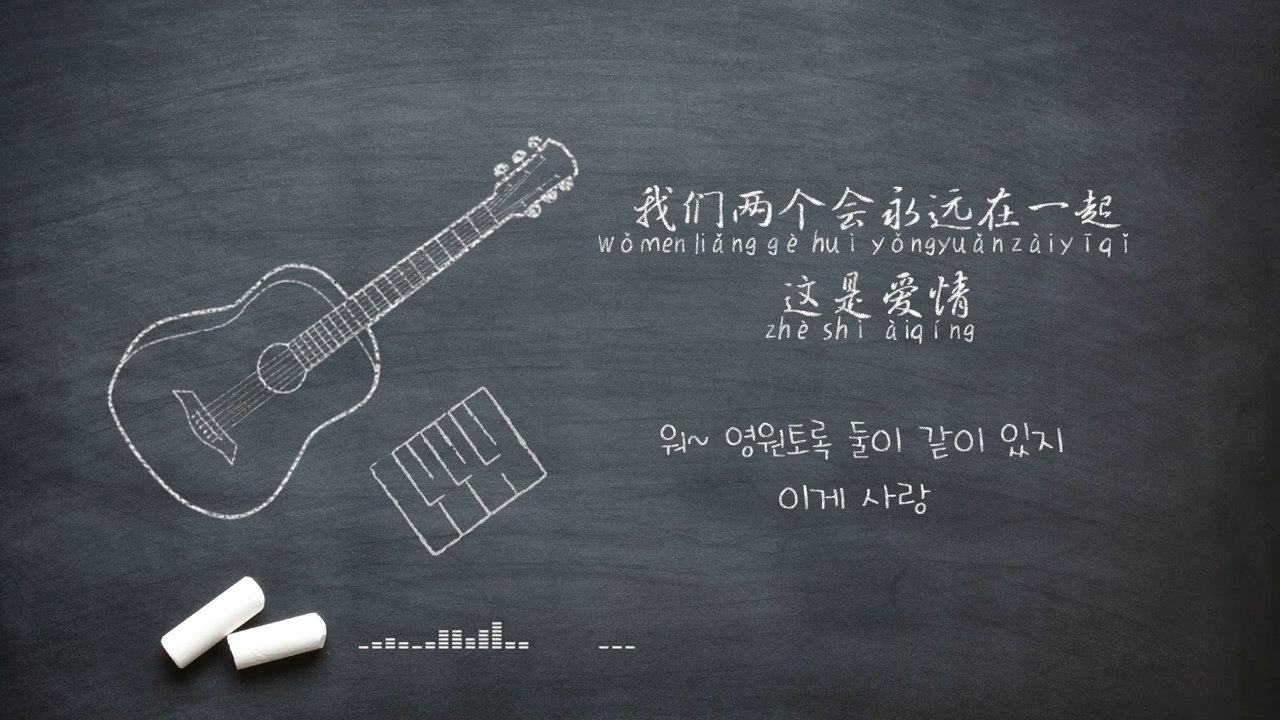 我们两个会永远在一起
wǒ men liǎng gè huì yǒngyuǎn zài yīqǐ
这是爱情
zhè shì àiqíng
워~ 영원토록 둘이 같이 있지
이게 사랑